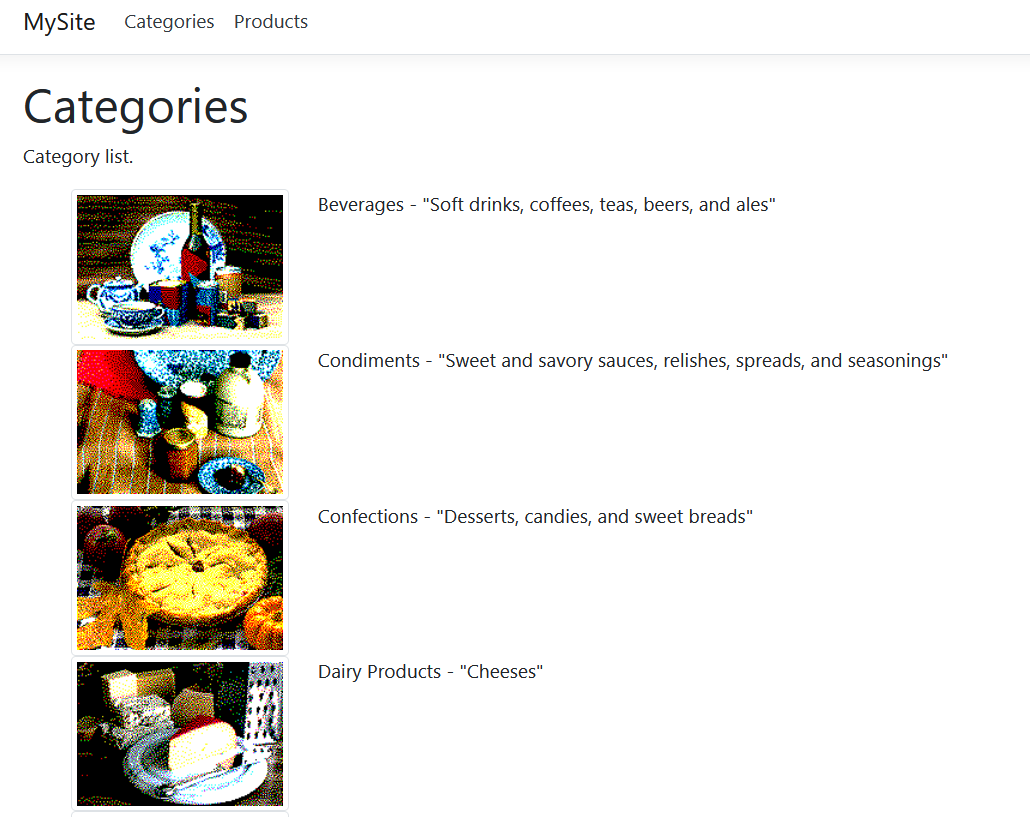 MySite Categories Products
Categories
Category list.
Beverages - "Soft drinks, coffees, teas, beers, and ales"
Condiments - "Sweet and savory sauces, relishes, spreads, and seasonings"
Confections - "Desserts, candies, and sweet breads"
Dairy Products - "Cheeses"